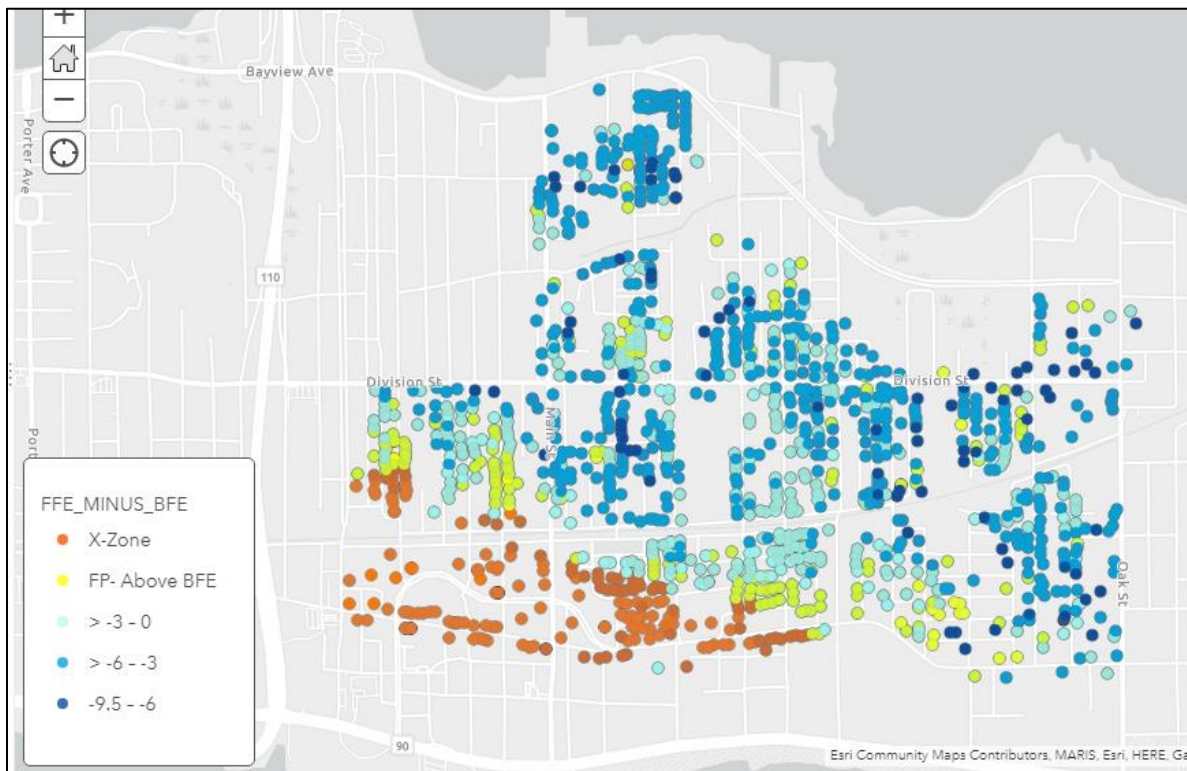 +
Bayview Ave
−
Porter Ave
110
Division St
Division St
Main St
Port
FFE_MINUS_BFE
X-Zone
FP- Above BFE
> -3 – 0
> -6 – -3
-9.5 – -6
Oak St
90
Esri Community Maps Contributors, MARIS, Esri, HERE, Ga